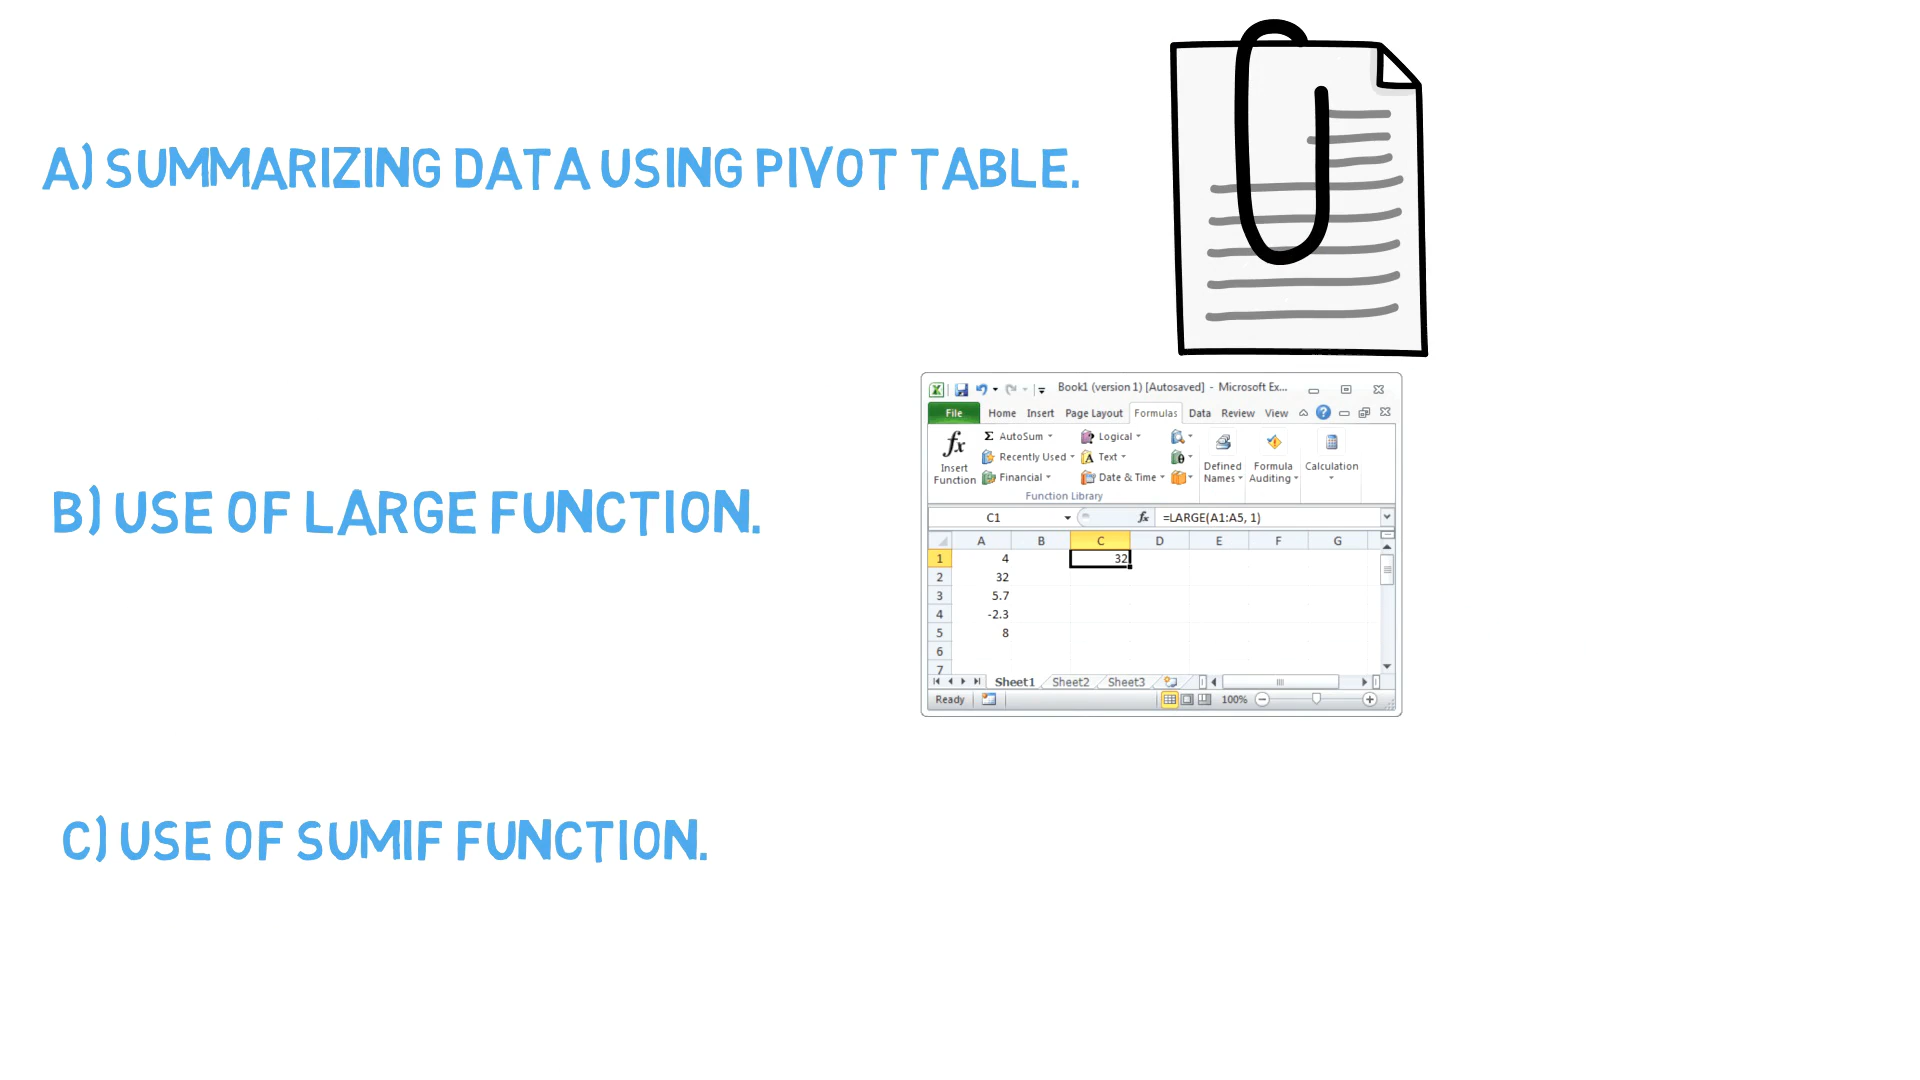 A) SUMMARIZING DATA USING PIVOT TABLE.
Book1 (version 1) [Autosaved] - Microsoft Ex...
File Home Insert Page Layout Formulas Data Review View
fx Insert Function
Σ AutoSum
Recently Used
Financial
Logical
Text
Date & Time
Defined Names
Formula Auditing
Calculation
Function Library
C1 fx =LARGE(A1:A5, 1)
A B C D E F G
1 4 32
2 32
3 5.7
4 -2.3
5 8
6
7
Sheet1 Sheet2 Sheet3
Ready 100%
B) USE OF LARGE FUNCTION.
C) USE OF SUMIF FUNCTION.